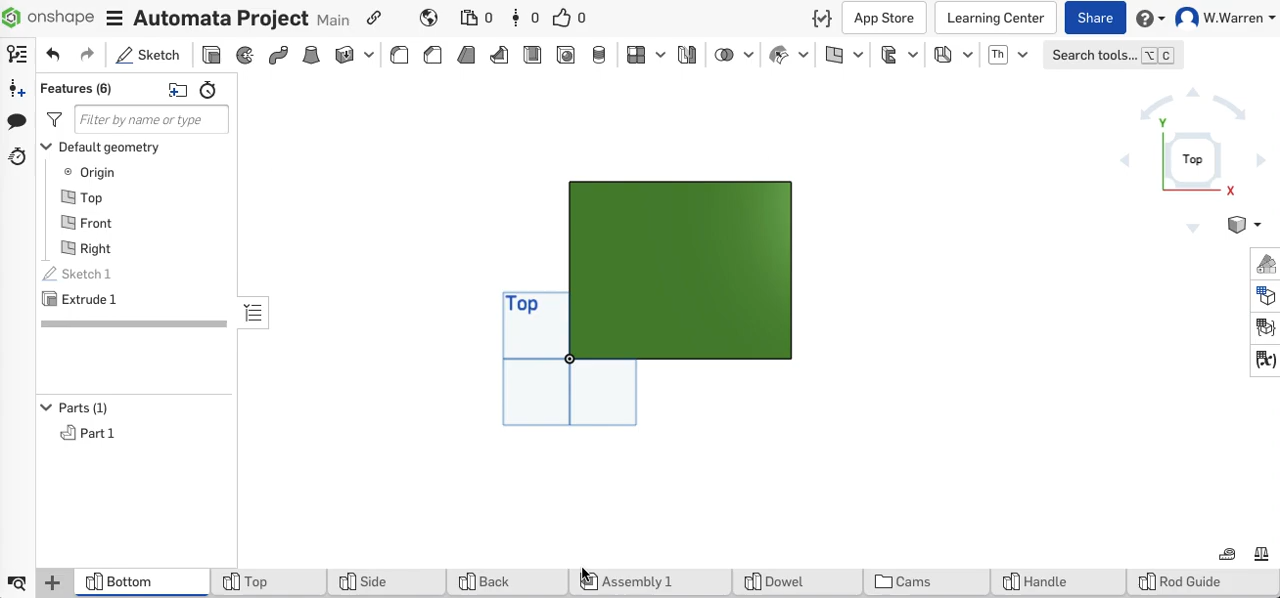 onshape Automata Project Main 0 0 0 App Store Learning Center Share W.Warren
Sketch Th Search tools... ⌥ C
Features (6)
Filter by name or type
Default geometry
Origin
Top
Front
Right
Sketch 1
Extrude 1
Parts (1)
Part 1
Top
Y
Top
X
(x)
Bottom Top Side Back Assembly 1 Dowel Cams Handle Rod Guide